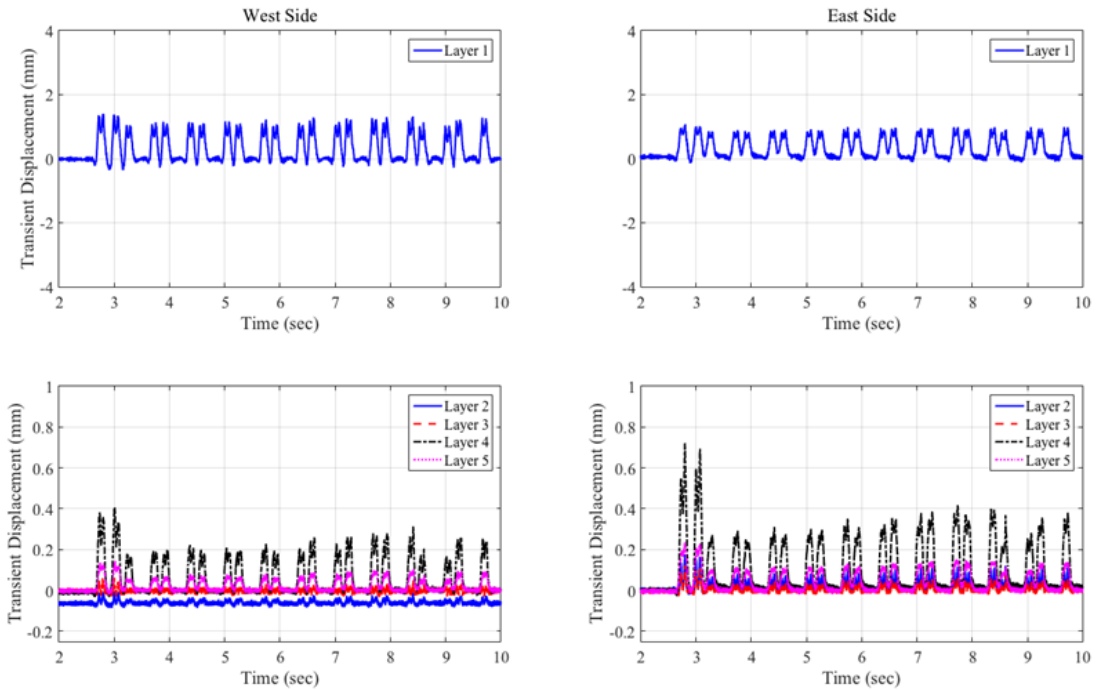 West Side
Transient Displacement (mm)
4
2
0
-2
-4
2 3 4 5 6 7 8 9 10
Time (sec)
Layer 1
East Side
Transient Displacement (mm)
4
2
0
-2
-4
2 3 4 5 6 7 8 9 10
Time (sec)
Layer 1
Transient Displacement (mm)
1
0.8
0.6
0.4
0.2
0
-0.2
2 3 4 5 6 7 8 9 10
Time (sec)
Layer 2
Layer 3
Layer 4
Layer 5
Transient Displacement (mm)
1
0.8
0.6
0.4
0.2
0
-0.2
2 3 4 5 6 7 8 9 10
Time (sec)
Layer 2
Layer 3
Layer 4
Layer 5